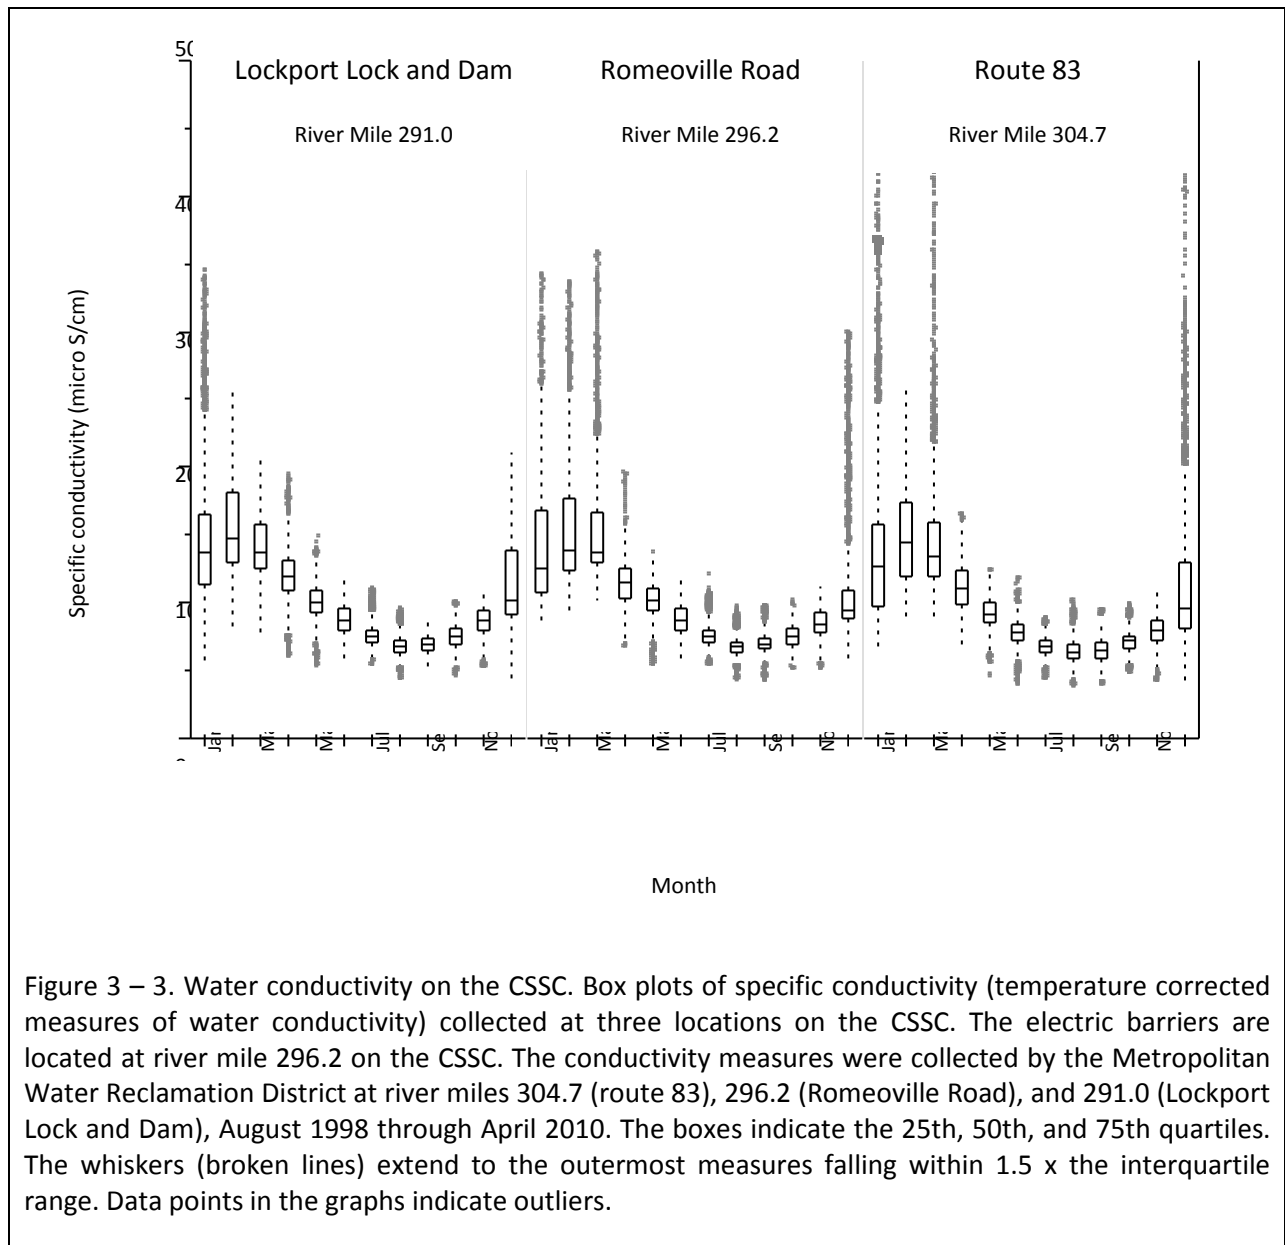 Lockport Lock and Dam
Romeoville Road
Route 83
River Mile 291.0
River Mile 296.2
River Mile 304.7
Specific conductivity (micro S/cm)
Jul
Jul
Jul
Month
Figure 3 – 3. Water conductivity on the CSSC. Box plots of specific conductivity (temperature corrected
measures of water conductivity) collected at three locations on the CSSC. The electric barriers are
located at river mile 296.2 on the CSSC. The conductivity measures were collected by the Metropolitan
Water Reclamation District at river miles 304.7 (route 83), 296.2 (Romeoville Road), and 291.0 (Lockport
Lock and Dam), August 1998 through April 2010. The boxes indicate the 25th, 50th, and 75th quartiles.
The whiskers (broken lines) extend to the outermost measures falling within 1.5 x the interquartile
range. Data points in the graphs indicate outliers.